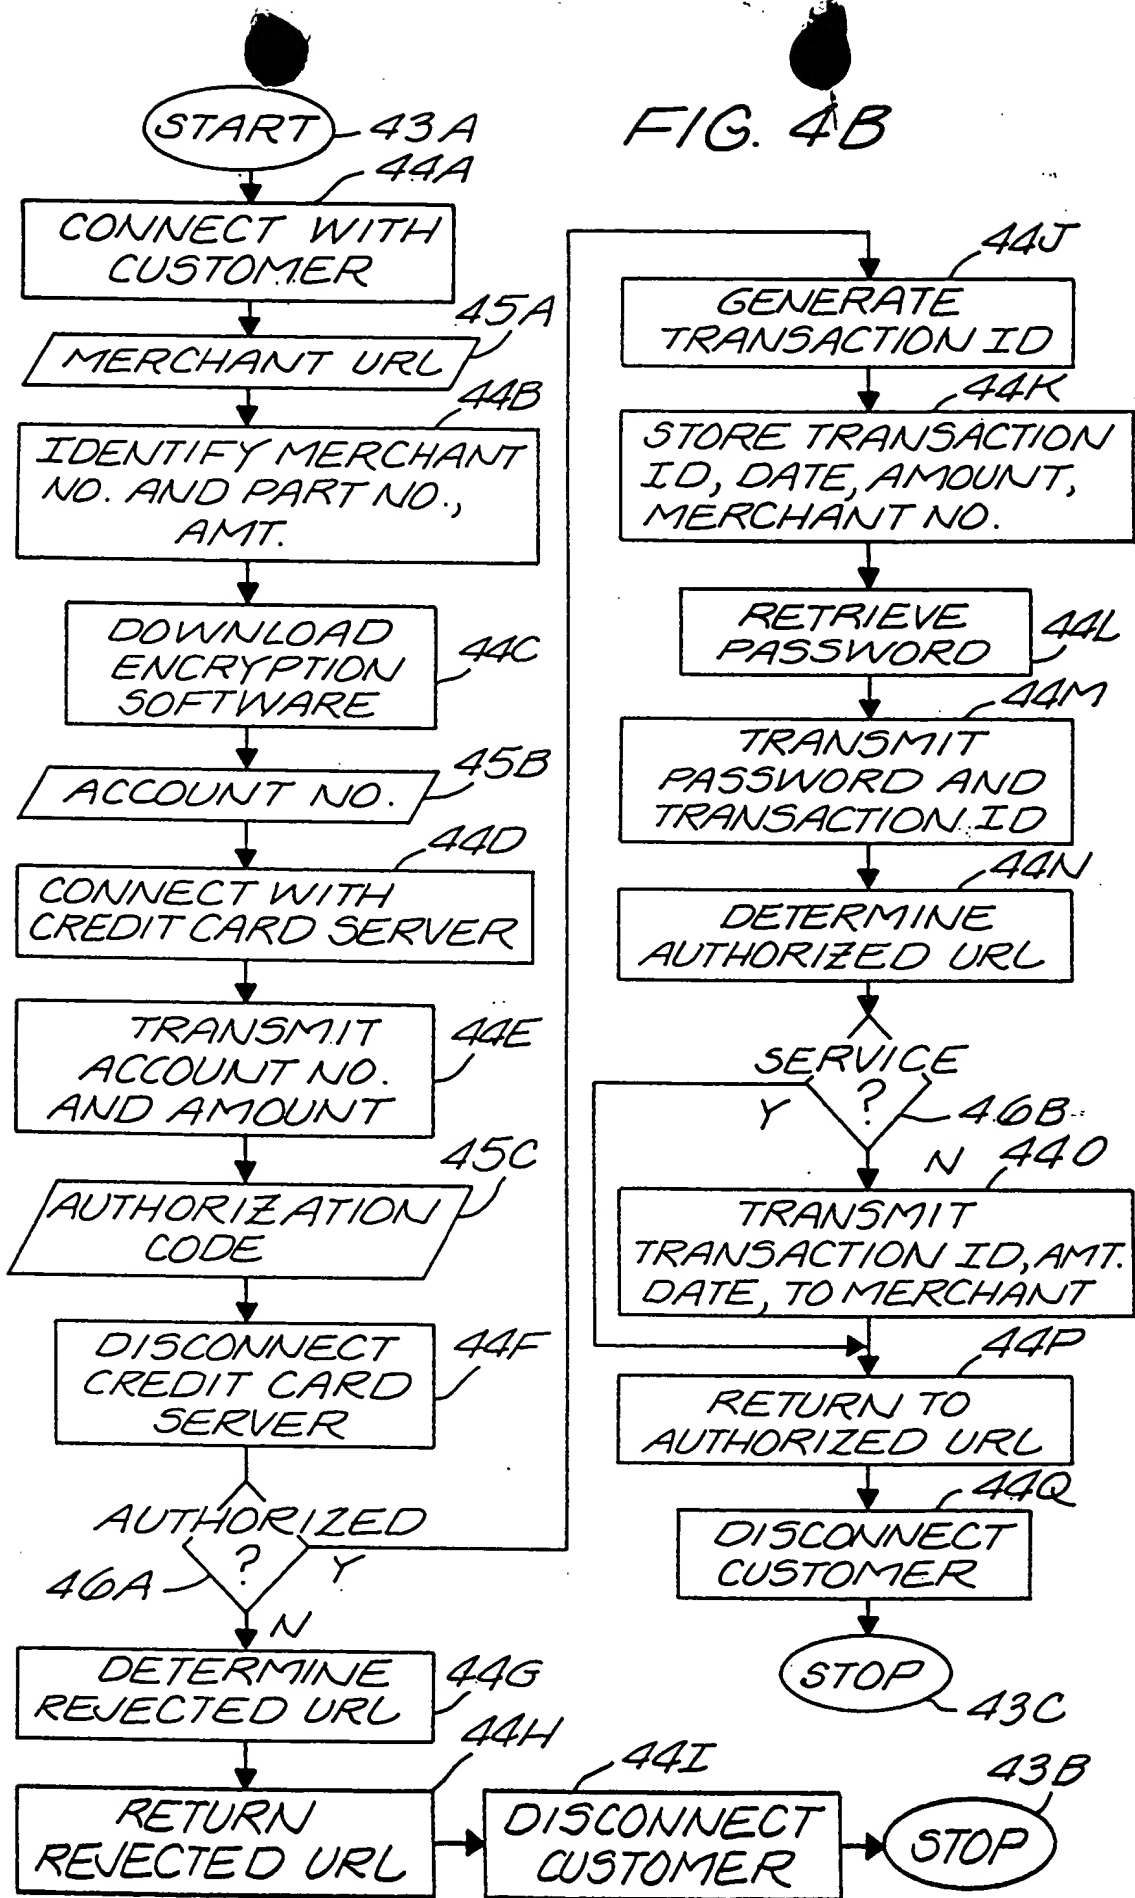 FIG. 4B
START
43A
44A
CONNECT WITH
CUSTOMER
45A
MERCHANT URL
44B
IDENTIFY MERCHANT
NO. AND PART NO.,
AMT.
DOWNLOAD
ENCRYPTION
SOFTWARE
44C
45B
ACCOUNT NO.
44D
CONNECT WITH
CREDIT CARD SERVER
TRANSMIT
ACCOUNT NO.
AND AMOUNT
44E
45C
AUTHORIZATION
CODE
DISCONNECT
CREDIT CARD
SERVER
44F
AUTHORIZED
?
Y
46A
N
DETERMINE
REJECTED URL
44G
44H
RETURN
REJECTED URL
44I
DISCONNECT
CUSTOMER
43B
STOP
44J
GENERATE
TRANSACTION ID
44K
STORE TRANSACTION
ID, DATE, AMOUNT,
MERCHANT NO.
RETRIEVE
PASSWORD
44L
44M
TRANSMIT
PASSWORD AND
TRANSACTION ID
44N
DETERMINE
AUTHORIZED URL
SERVICE
?
Y
46B
N
44O
TRANSMIT
TRANSACTION ID, AMT.
DATE, TO MERCHANT
44P
RETURN TO
AUTHORIZED URL
44Q
DISCONNECT
CUSTOMER
STOP
43C